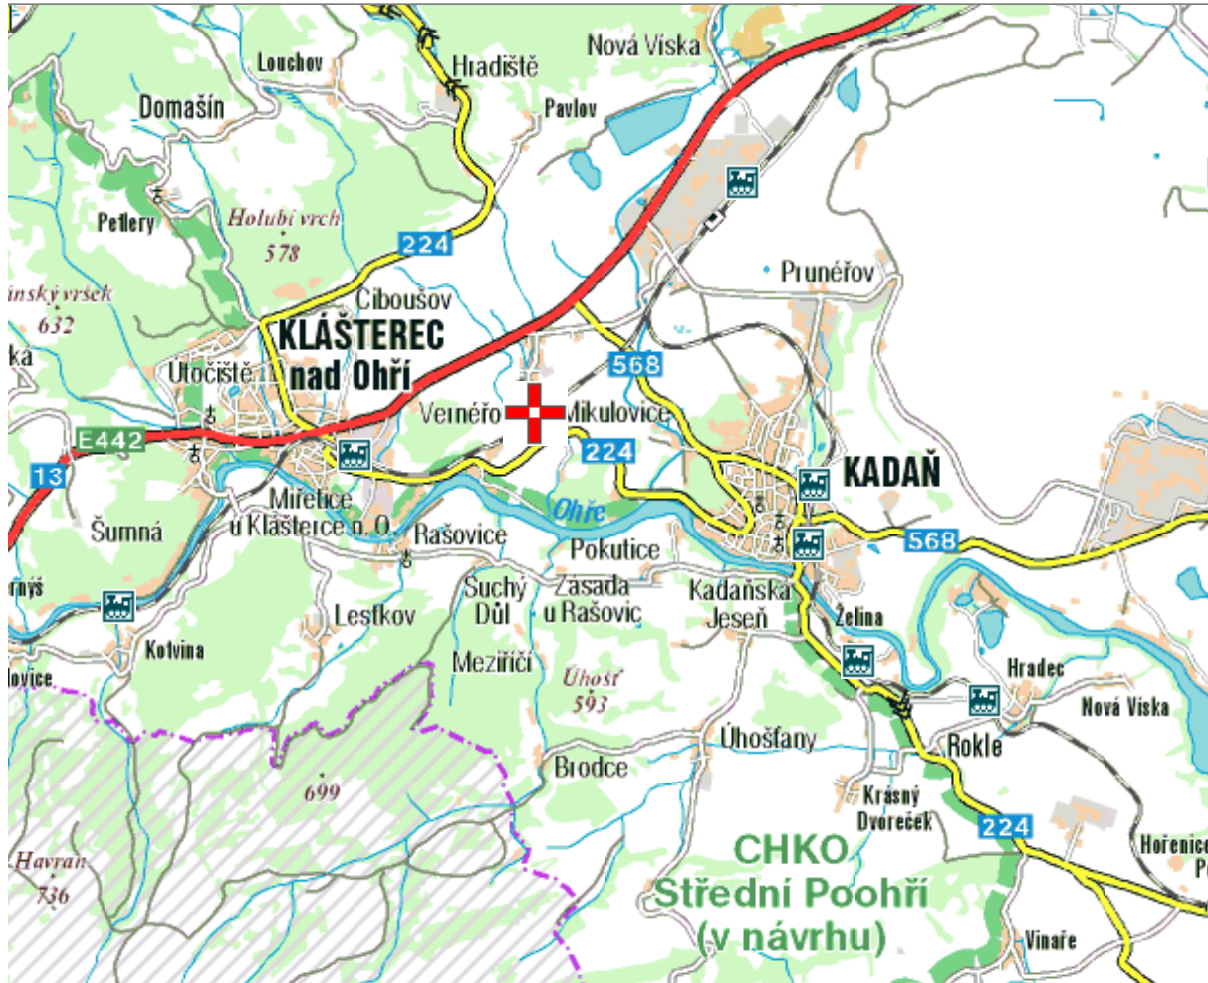 Nová Víska
Louchov
Hradiště
Domašín
Pavlov
Petlery
Holubí vrch
578
224
Prunéřov
inský vršek
632
Ciboušov
KLÁŠTEREC
nad Ohří
ká
Útočiště
568
Vernéřo
Mikulovice
E442
13
224
KADAŇ
Miřetice
u Klášterce n. O.
Ohře
Šumná
Rašovice
Pokutice
568
Suchý
Důl
Zásada
u Rašovic
Kadaňská
Jeseň
Želina
Lestkov
Kotvina
Meziříčí
Úhošť
593
Hradec
Nová Víska
lovice
Úhošťany
Rokle
Brodce
699
Krásný
Dvoreček
224
CHKO
Střední Poohří
(v návrhu)
Hořenice
Havran
736
Vinaře